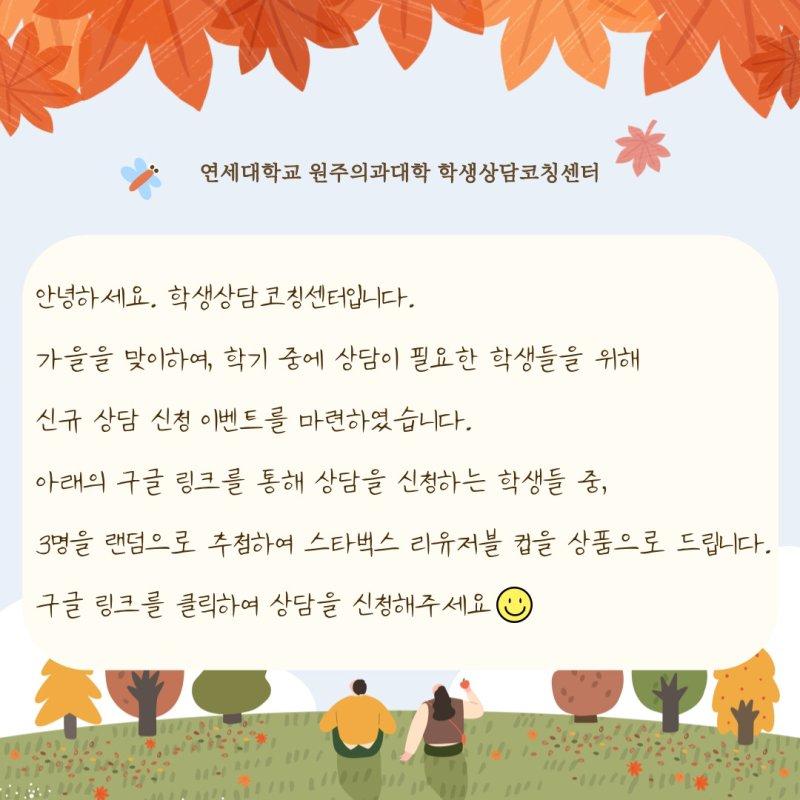 연세대학교 원주의과대학 학생상담코칭센터
안녕하세요. 학생상담코칭센터입니다.
가을을 맞이하여, 학기 중에 상담이 필요한 학생들을 위해
신규 상담 신청 이벤트를 마련하였습니다.
아래의 구글 링크를 통해 상담을 신청하는 학생들 중,
3명을 랜덤으로 추첨하여 스타벅스 리유저블 컵을 상품으로 드립니다.
구글 링크를 클릭하여 상담을 신청해주세요